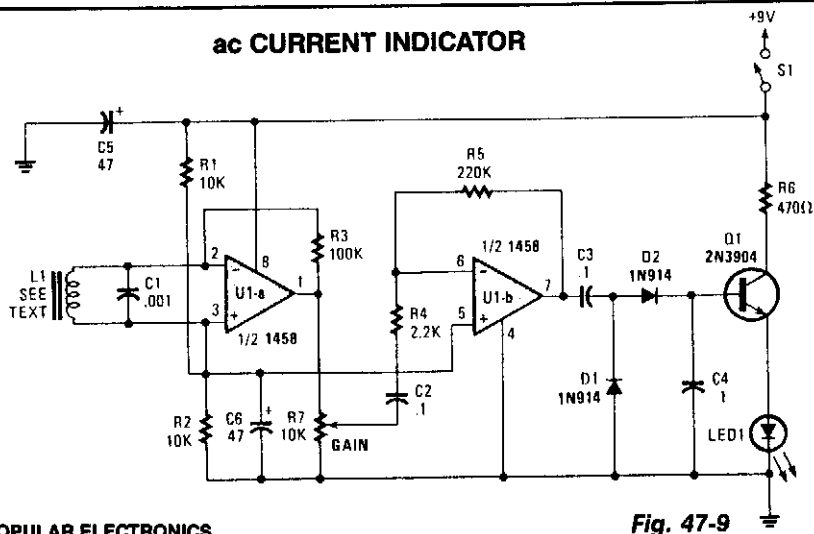 ac CURRENT INDICATOR
+9V
S1
C5
47
+
R1
10K
R5
220K
R6
470Ω
L1
SEE
TEXT
C1
.001
2
3
8
1
U1-a
1/2 1458
R3
100K
R4
2.2K
1/2 1458
6
5
7
4
U1-b
C3
.1
D2
1N914
Q1
2N3904
R2
10K
C6
47
+
R7
10K
GAIN
C2
.1
D1
1N914
C4
LED1
POPULAR ELECTRONICS
Fig. 47-9